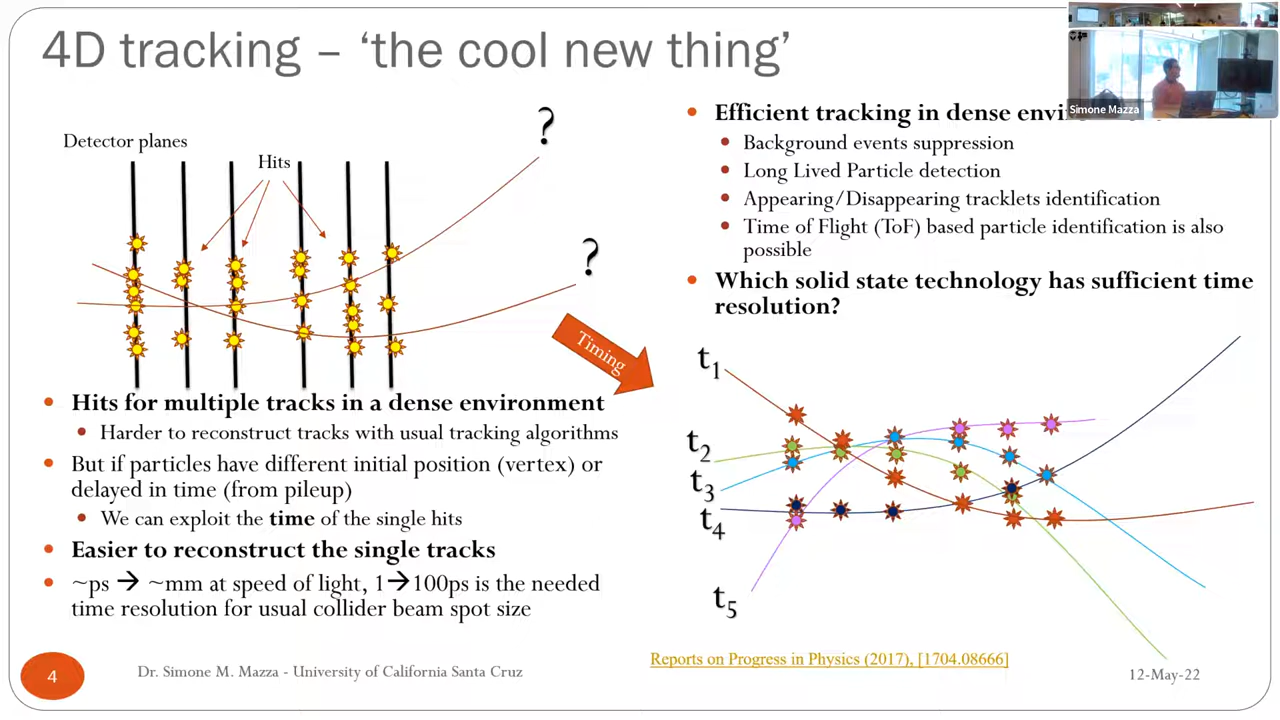 4D tracking – ‘the cool new thing’
Simone Mazza
Detector planes
Hits
?
?
Timing
• Hits for multiple tracks in a dense environment
• Harder to reconstruct tracks with usual tracking algorithms
• But if particles have different initial position (vertex) or
delayed in time (from pileup)
• We can exploit the time of the single hits
• Easier to reconstruct the single tracks
• ~ps → ~mm at speed of light, 1→100ps is the needed
time resolution for usual collider beam spot size
• Efficient tracking in dense
• Background events suppression
• Long Lived Particle detection
• Appearing/Disappearing tracklets identification
• Time of Flight (ToF) based particle identification is also
possible
• Which solid state technology has sufficient time
resolution?
t1
t2
t3
t4
t5
4
Dr. Simone M. Mazza - University of California Santa Cruz
Reports on Progress in Physics (2017), [1704.08666]
12-May-22